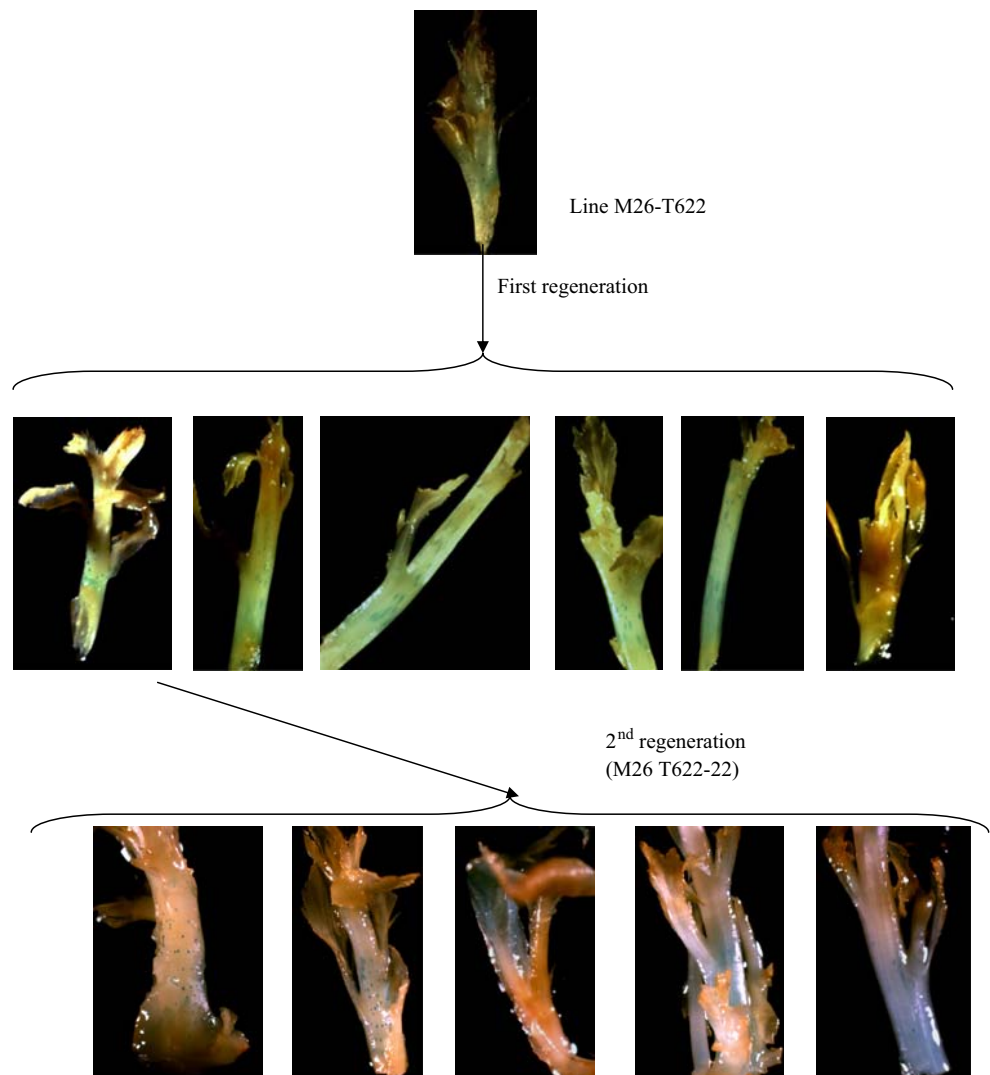 Line M26-T622
First regeneration
2nd regeneration
(M26 T622-22)